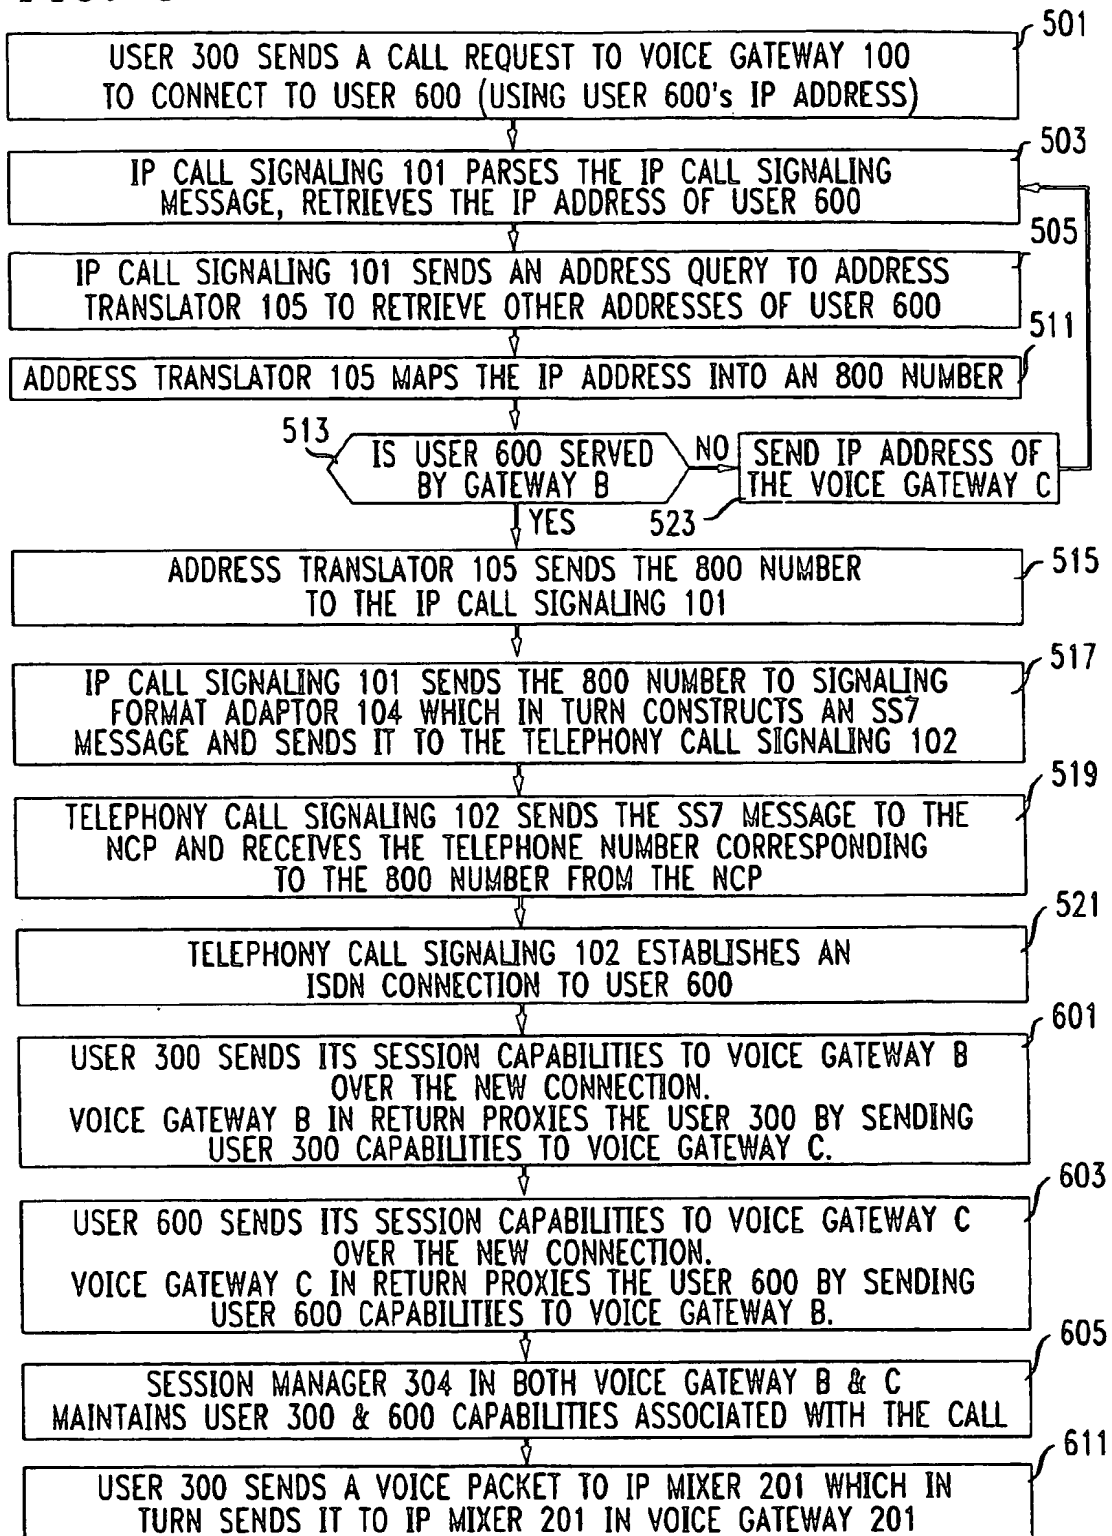 501
USER 300 SENDS A CALL REQUEST TO VOICE GATEWAY 100
TO CONNECT TO USER 600 (USING USER 600's IP ADDRESS)
503
IP CALL SIGNALING 101 PARSES THE IP CALL SIGNALING
MESSAGE, RETRIEVES THE IP ADDRESS OF USER 600
505
IP CALL SIGNALING 101 SENDS AN ADDRESS QUERY TO ADDRESS
TRANSLATOR 105 TO RETRIEVE OTHER ADDRESSES OF USER 600
511
ADDRESS TRANSLATOR 105 MAPS THE IP ADDRESS INTO AN 800 NUMBER
513
IS USER 600 SERVED
BY GATEWAY B
NO
SEND IP ADDRESS OF
THE VOICE GATEWAY C
YES
523
515
ADDRESS TRANSLATOR 105 SENDS THE 800 NUMBER
TO THE IP CALL SIGNALING 101
517
IP CALL SIGNALING 101 SENDS THE 800 NUMBER TO SIGNALING
FORMAT ADAPTOR 104 WHICH IN TURN CONSTRUCTS AN SS7
MESSAGE AND SENDS IT TO THE TELEPHONY CALL SIGNALING 102
519
TELEPHONY CALL SIGNALING 102 SENDS THE SS7 MESSAGE TO THE
NCP AND RECEIVES THE TELEPHONE NUMBER CORRESPONDING
TO THE 800 NUMBER FROM THE NCP
521
TELEPHONY CALL SIGNALING 102 ESTABLISHES AN
ISDN CONNECTION TO USER 600
601
USER 300 SENDS ITS SESSION CAPABILITIES TO VOICE GATEWAY B
OVER THE NEW CONNECTION.
VOICE GATEWAY B IN RETURN PROXIES THE USER 300 BY SENDING
USER 300 CAPABILITIES TO VOICE GATEWAY C.
603
USER 600 SENDS ITS SESSION CAPABILITIES TO VOICE GATEWAY C
OVER THE NEW CONNECTION.
VOICE GATEWAY C IN RETURN PROXIES THE USER 600 BY SENDING
USER 600 CAPABILITIES TO VOICE GATEWAY B.
605
SESSION MANAGER 304 IN BOTH VOICE GATEWAY B & C
MAINTAINS USER 300 & 600 CAPABILITIES ASSOCIATED WITH THE CALL
611
USER 300 SENDS A VOICE PACKET TO IP MIXER 201 WHICH IN
TURN SENDS IT TO IP MIXER 201 IN VOICE GATEWAY 201